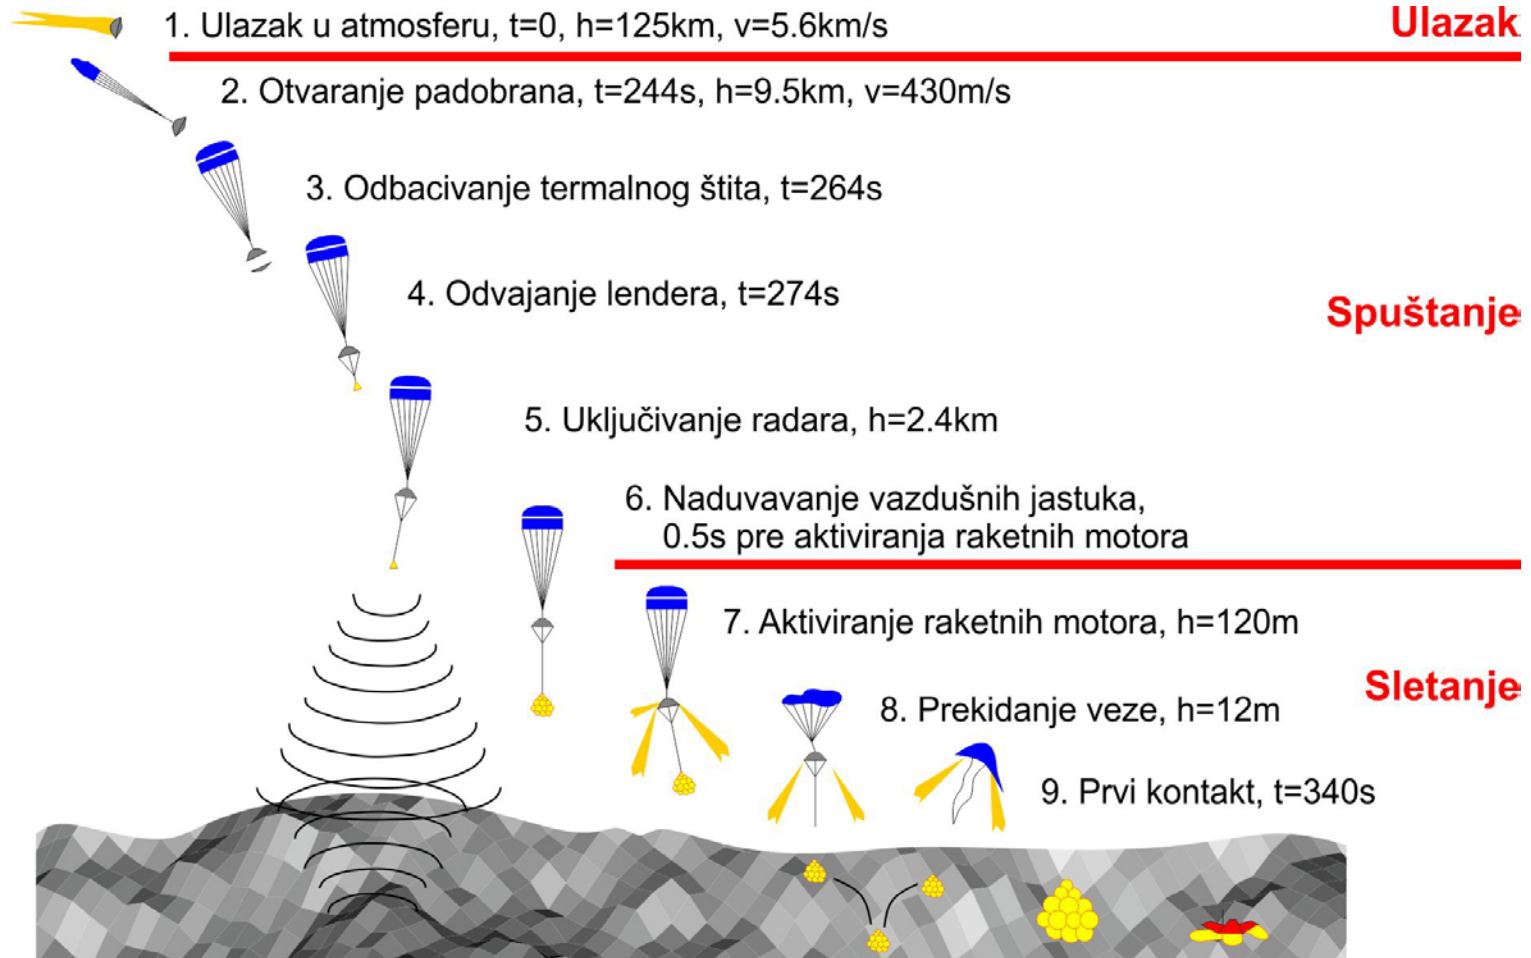 1. Ulazak u atmosferu, t=0, h=125km, v=5.6km/s
Ulazak
2. Otvaranje padobrana, t=244s, h=9.5km, v=430m/s
3. Odbacivanje termalnog štita, t=264s
4. Odvajanje lendera, t=274s
Spuštanje
5. Uključivanje radara, h=2.4km
6. Naduvavanje vazdušnih jastuka,
0.5s pre aktiviranja raketnih motora
7. Aktiviranje raketnih motora, h=120m
Sletanje
8. Prekidanje veze, h=12m
9. Prvi kontakt, t=340s